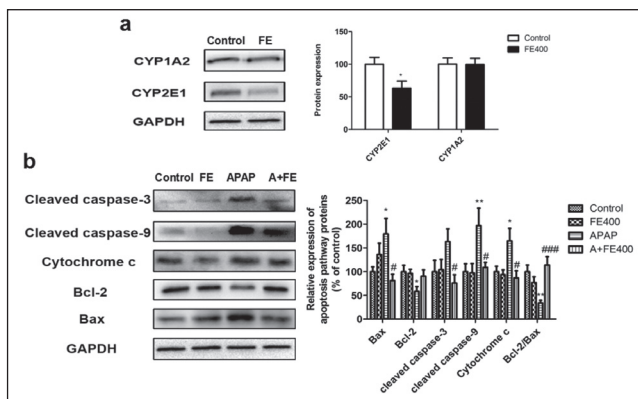 a
Control FE
CYP1A2
CYP2E1
GAPDH
Protein expression
150
100
50
0
CYP2E1
CYP1A2
*
Control
FE400
b
Control FE APAP A+FE
Cleaved caspase-3
Cleaved caspase-9
Cytochrome c
Bcl-2
Bax
GAPDH
Relative expression of
apoptosis pathway proteins
(% of control)
250
200
150
100
50
0
* # * # ** # * # ** ###
Bax
Bcl-2
cleaved caspase-3
cleaved caspase-9
Cytochrome c
Bcl-2/Bax
Control
FE400
APAP
A+FE400